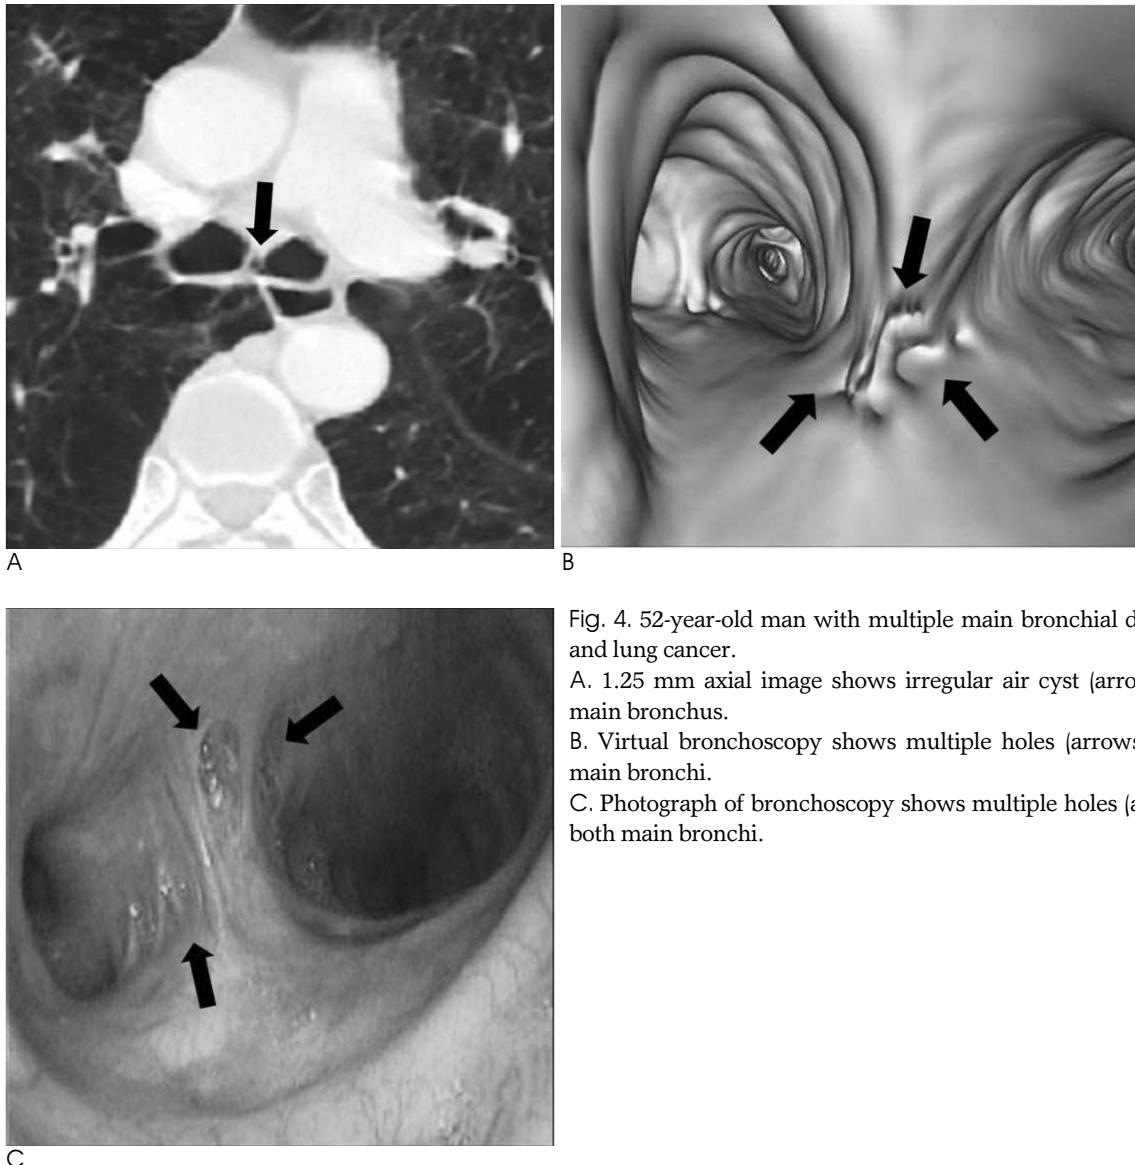 A
B
Fig. 4. 52-year-old man with multiple main bronchial
and lung cancer.
A. 1.25 mm axial image shows irregular air cyst
main bronchus.
B. Virtual bronchoscopy shows multiple holes (arrows
main bronchi.
C. Photograph of bronchoscopy shows multiple holes
both main bronchi.
C